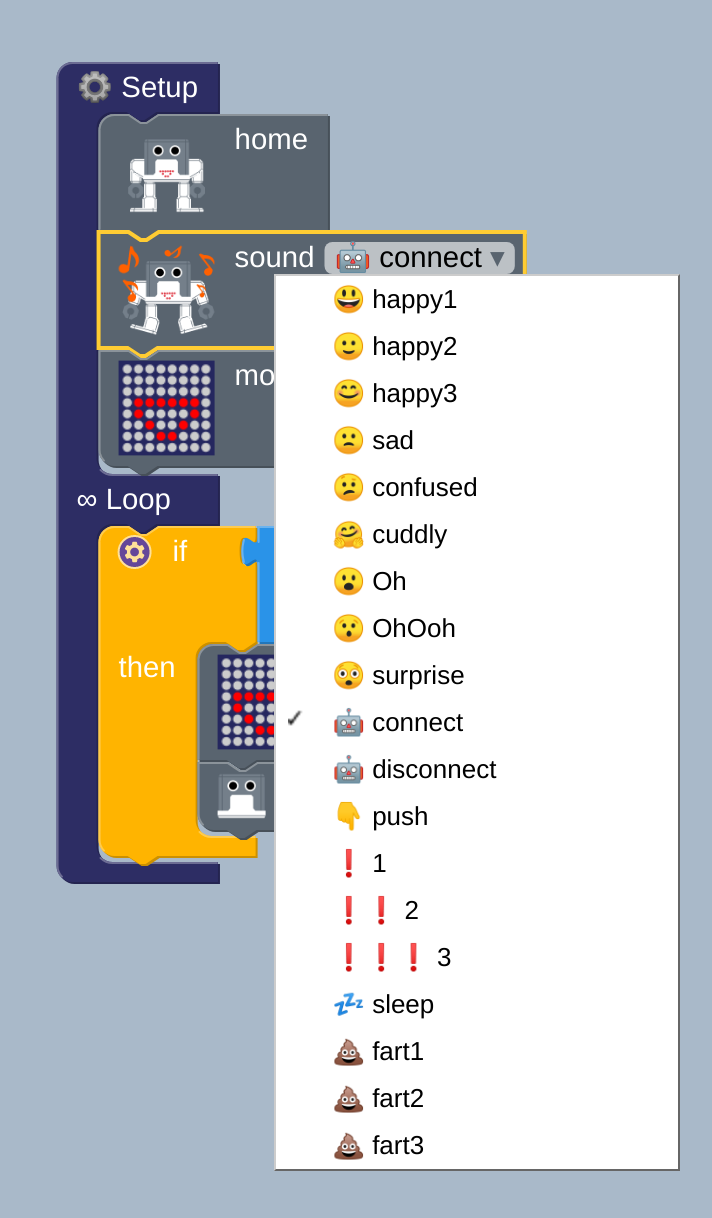 Setup
home
sound 🤖 connect ▾
mo
∞ Loop
if
then
😃 happy1
🙂 happy2
😊 happy3
🙁 sad
😟 confused
🤗 cuddly
😮 Oh
😯 OhOoh
😳 surprise
✓ 🤖 connect
🤖 disconnect
👇 push
❗ 1
❗❗ 2
❗❗❗ 3
💤 sleep
💩 fart1
💩 fart2
💩 fart3